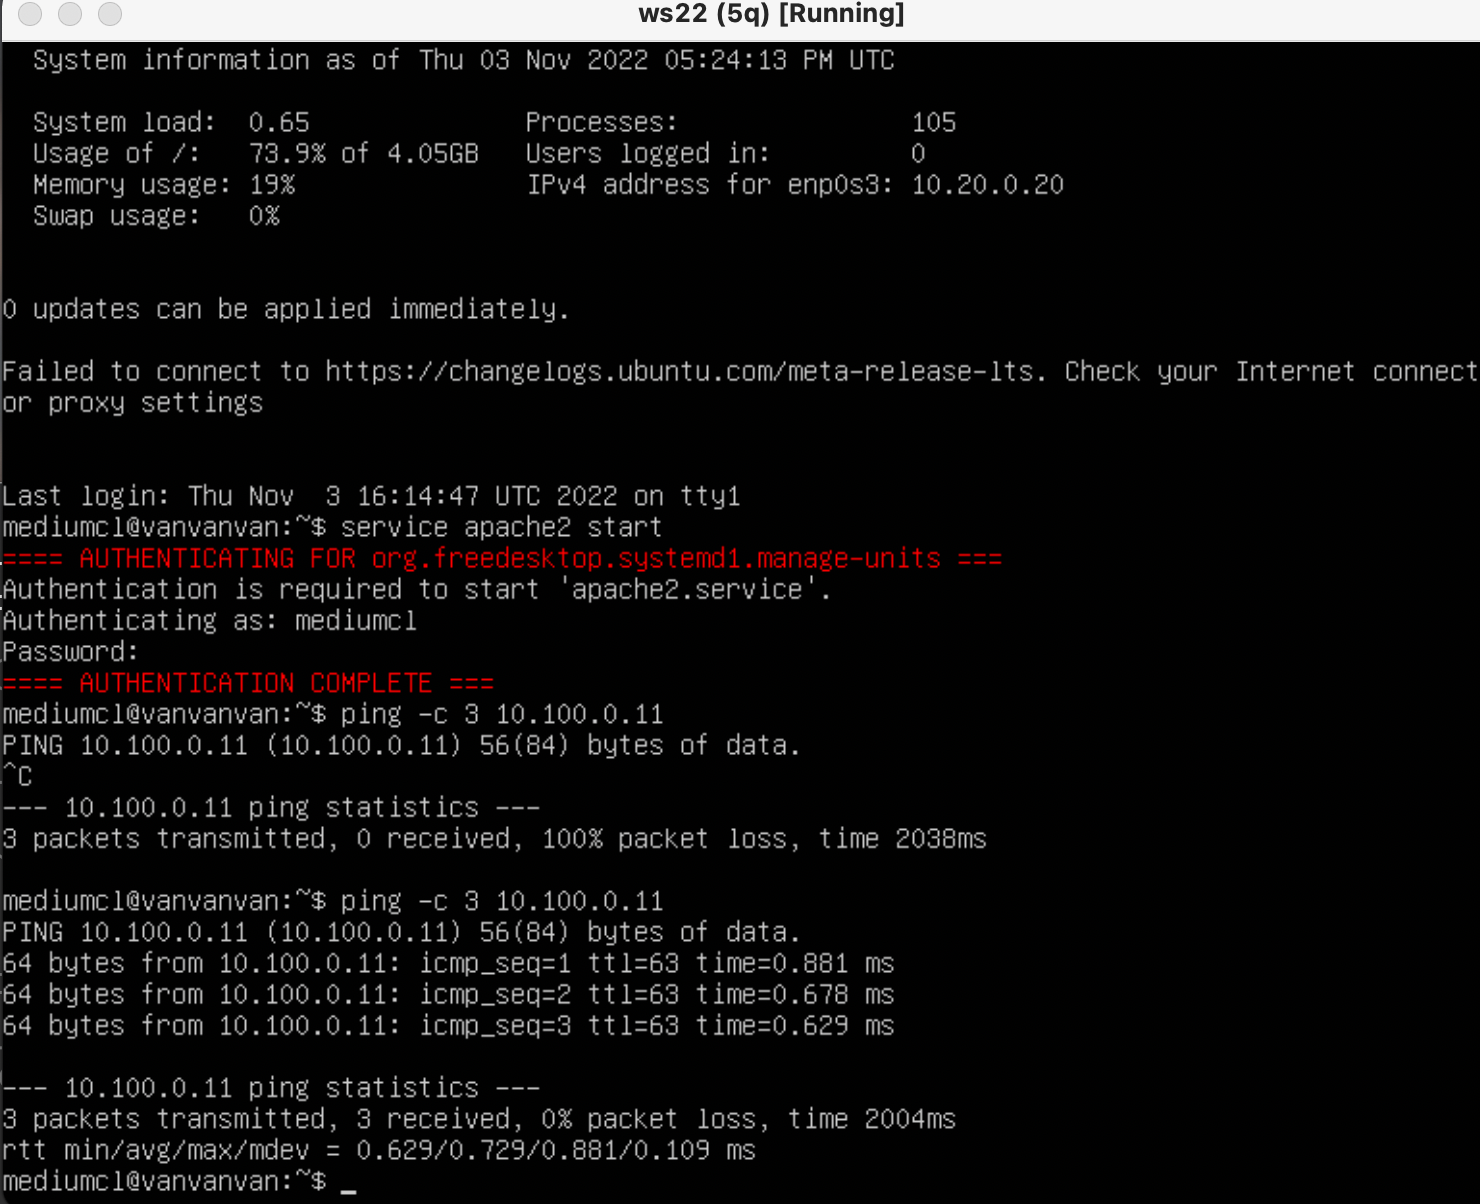 ws22 (5q) [Running]
System information as of Thu 03 Nov 2022 05:24:13 PM UTC
System load: 0.65 Processes: 105
Usage of /: 73.9% of 4.05GB Users logged in: 0
Memory usage: 19% IPv4 address for enp0s3: 10.20.0.20
Swap usage: 0%
0 updates can be applied immediately.
Failed to connect to https://changelogs.ubuntu.com/meta-release-lts. Check your Internet connect
or proxy settings
Last login: Thu Nov  3 16:14:47 UTC 2022 on tty1
mediumcl@vanvanvan:~$ service apache2 start
==== AUTHENTICATING FOR org.freedesktop.systemd1.manage-units ===
Authentication is required to start 'apache2.service'.
Authenticating as: mediumcl
Password:
==== AUTHENTICATION COMPLETE ===
mediumcl@vanvanvan:~$ ping -c 3 10.100.0.11
PING 10.100.0.11 (10.100.0.11) 56(84) bytes of data.
^C
--- 10.100.0.11 ping statistics ---
3 packets transmitted, 0 received, 100% packet loss, time 2038ms
mediumcl@vanvanvan:~$ ping -c 3 10.100.0.11
PING 10.100.0.11 (10.100.0.11) 56(84) bytes of data.
64 bytes from 10.100.0.11: icmp_seq=1 ttl=63 time=0.881 ms
64 bytes from 10.100.0.11: icmp_seq=2 ttl=63 time=0.678 ms
64 bytes from 10.100.0.11: icmp_seq=3 ttl=63 time=0.629 ms
--- 10.100.0.11 ping statistics ---
3 packets transmitted, 3 received, 0% packet loss, time 2004ms
rtt min/avg/max/mdev = 0.629/0.729/0.881/0.109 ms
mediumcl@vanvanvan:~$ _